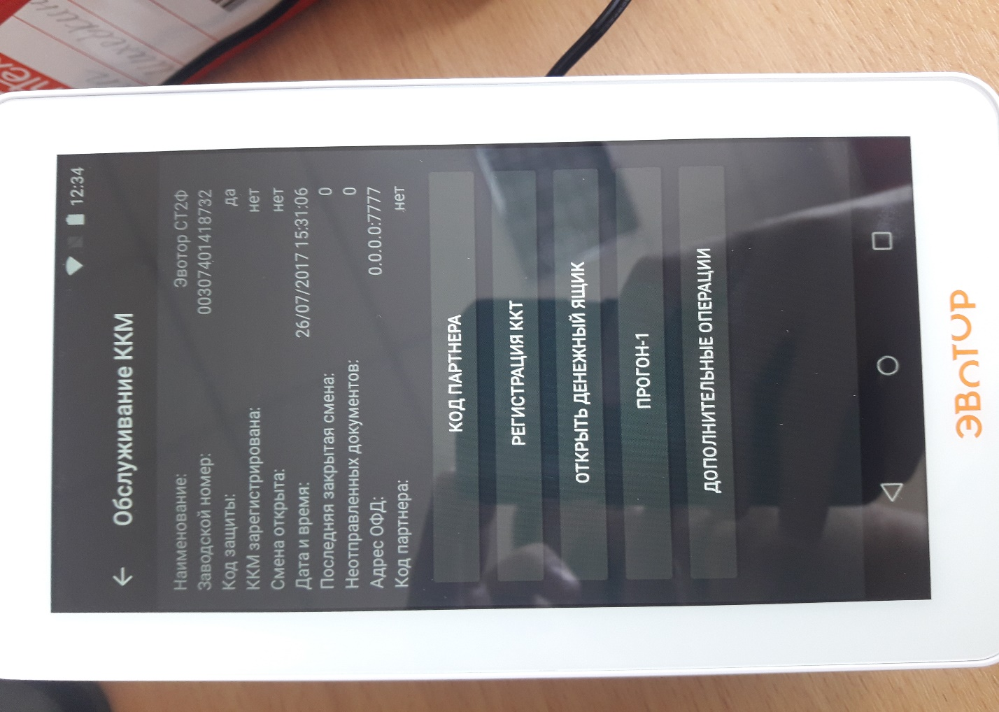 12:34
Обслуживание ККМ
Наименование: Эвотор СТ2Ф
Заводской номер: 00307401418732
Код защиты: да
ККМ зарегистрирована: нет
Смена открыта: нет
Дата и время: 26/07/2017 15:31:06
Последняя закрытая смена: 0
Неотправленных документов: 0
Адрес ОФД: 0.0.0.0:7777
Код партнера: нет
КОД ПАРТНЕРА
РЕГИСТРАЦИЯ ККТ
ОТКРЫТЬ ДЕНЕЖНЫЙ ЯЩИК
ПРОГОН-1
ДОПОЛНИТЕЛЬНЫЕ ОПЕРАЦИИ
ЭВОТОР